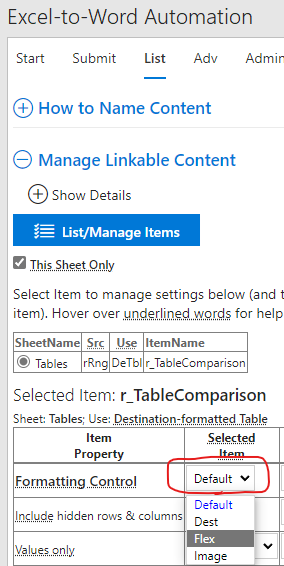 Excel-to-Word Automation
Start Submit List Adv Admin
How to Name Content
Manage Linkable Content
Show Details
List/Manage Items
This Sheet Only
Select Item to manage settings below (and t
item). Hover over underlined words for help
SheetName Src Use ItemName
Tables rRng DeTbl r_TableComparison
Selected Item: r_TableComparison
Sheet: Tables; Use: Destination-formatted Table
Item
Property
Selected
Item
Formatting Control Default
Default
Include hidden rows & columns Dest
Flex
Values only Image